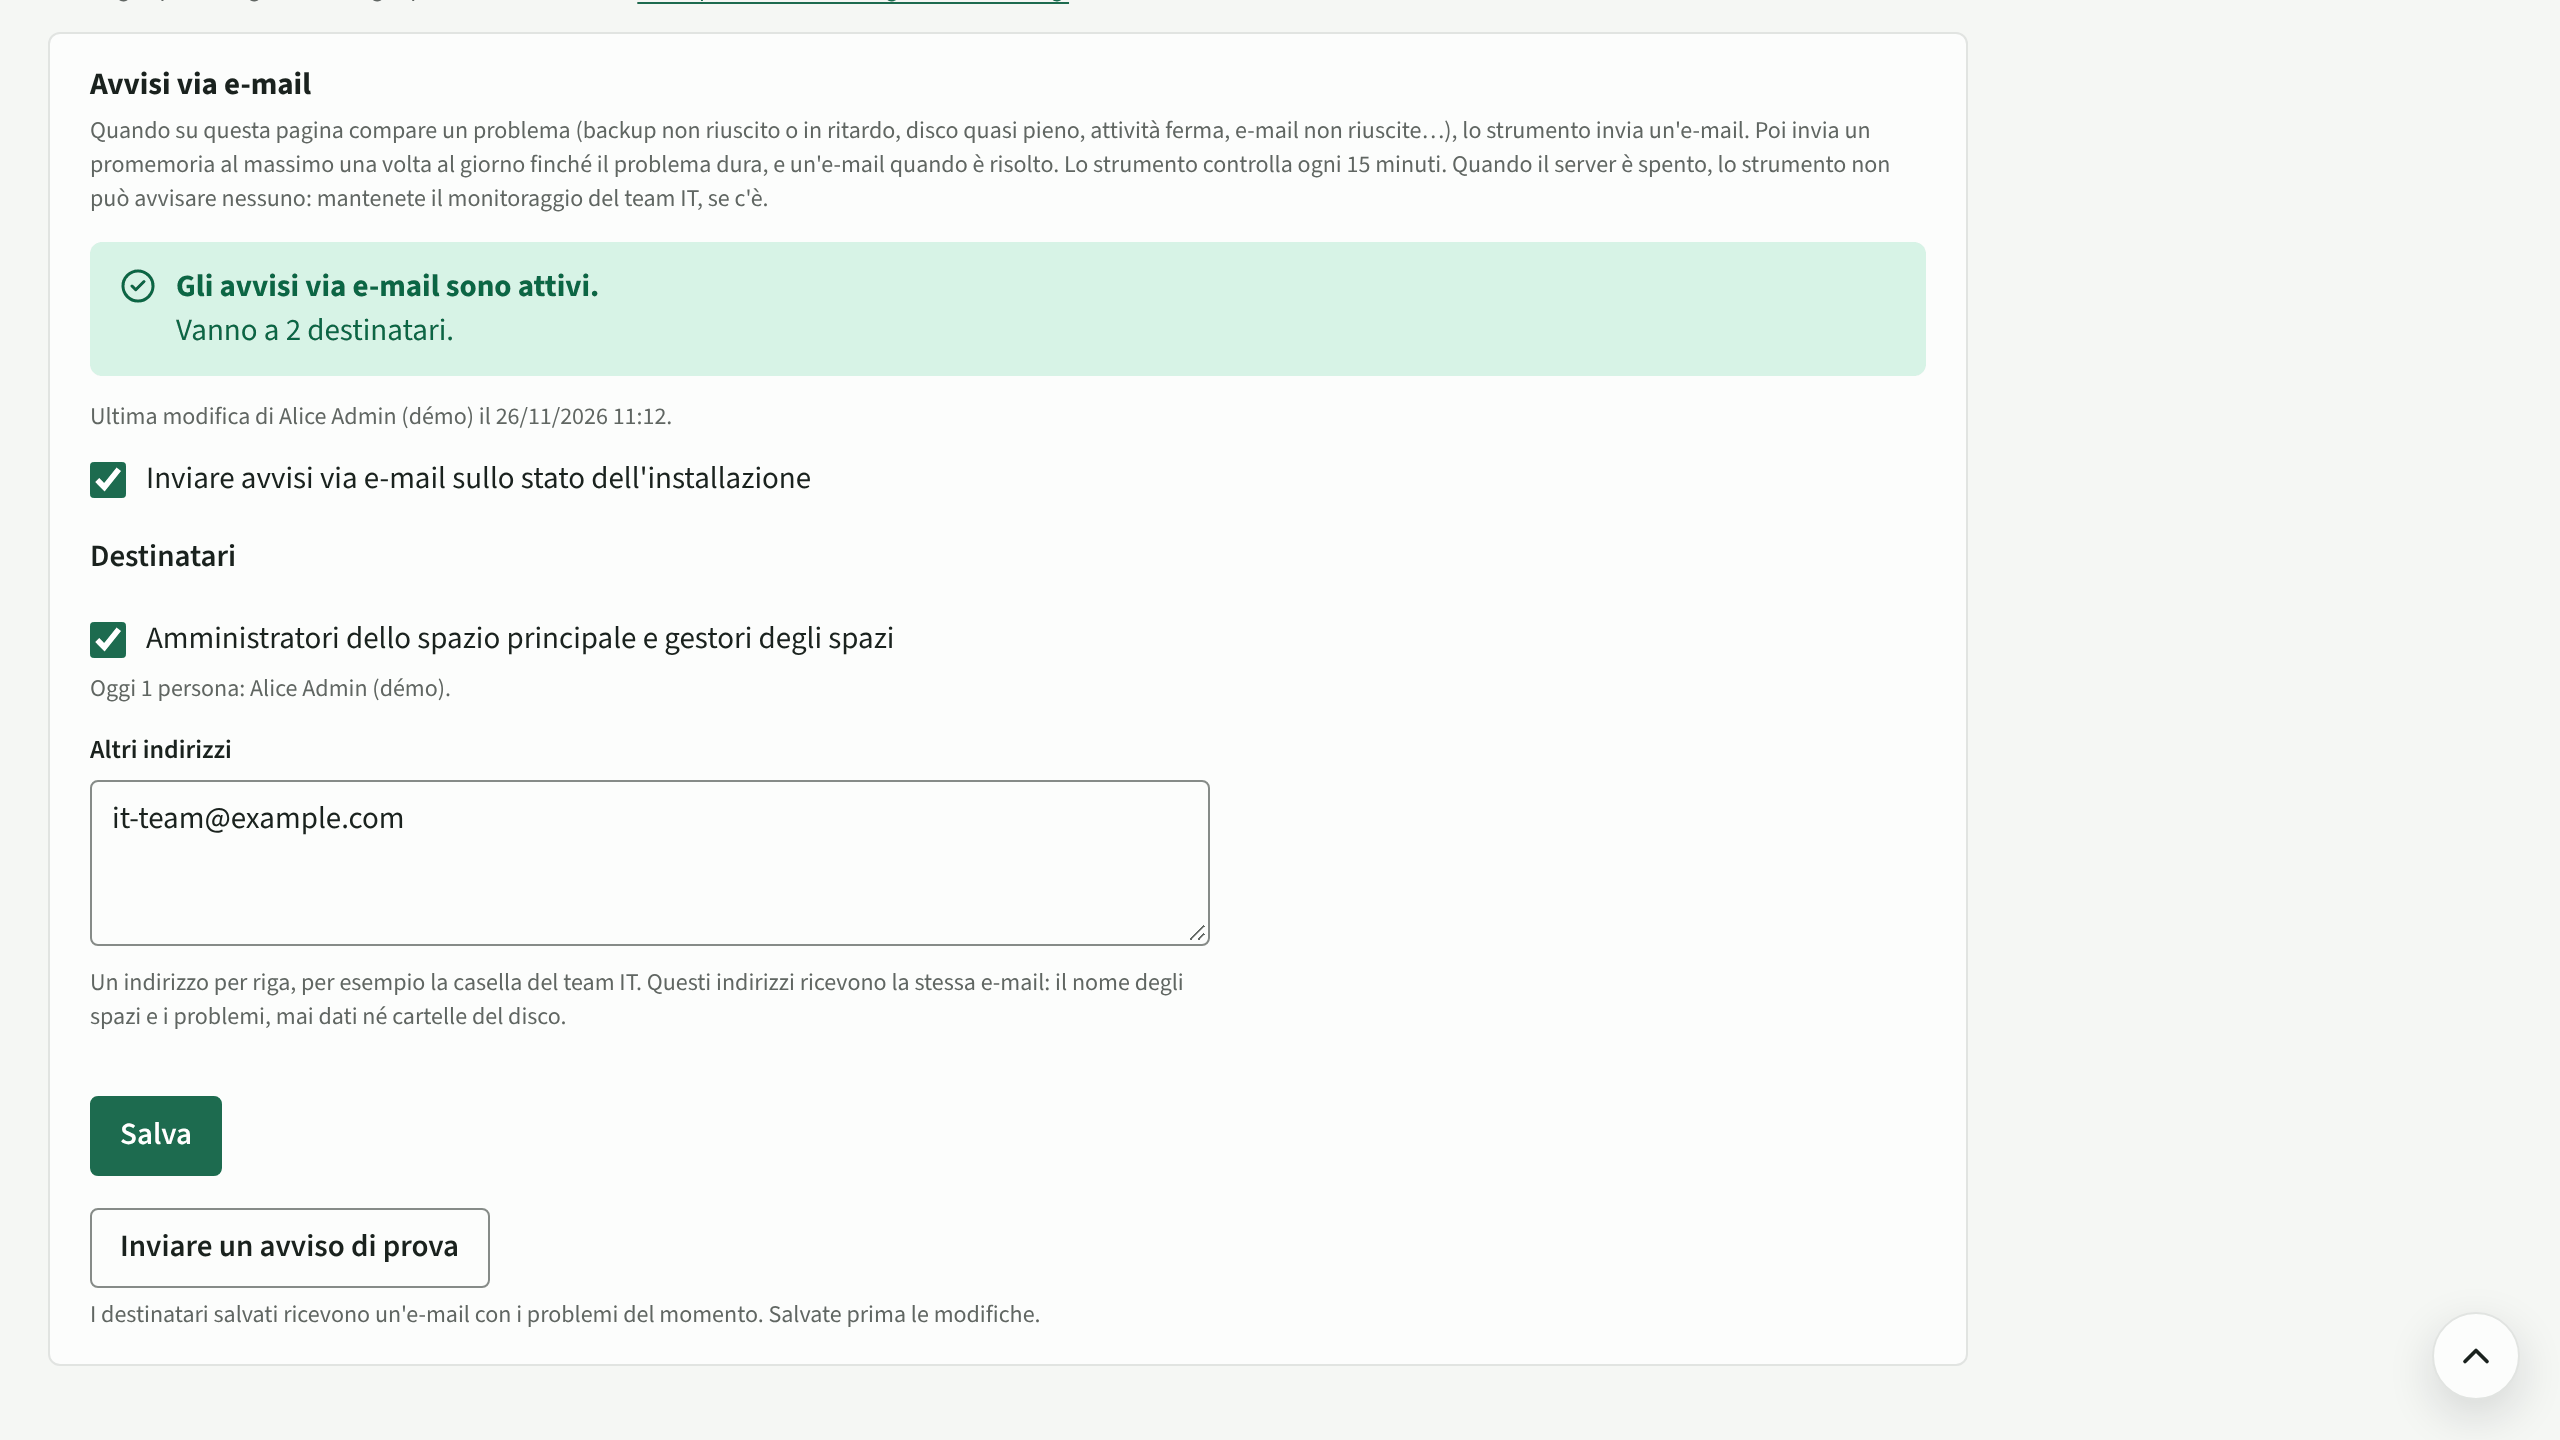 Avvisi via e-mail
Quando su questa pagina compare un problema (backup non riuscito o in ritardo, disco quasi pieno, attività ferma, e-mail non riuscite…), lo strumento invia un'e-mail. Poi invia un
promemoria al massimo una volta al giorno finché il problema dura, e un'e-mail quando è risolto. Lo strumento controlla ogni 15 minuti. Quando il server è spento, lo strumento non
può avvisare nessuno: mantenete il monitoraggio del team IT, se c'è.
Gli avvisi via e-mail sono attivi.
Vanno a 2 destinatari.
Ultima modifica di Alice Admin (démo) il 26/11/2026 11:12.
Inviare avvisi via e-mail sullo stato dell'installazione
Destinatari
Amministratori dello spazio principale e gestori degli spazi
Oggi 1 persona: Alice Admin (démo).
Altri indirizzi
it-team@example.com
Un indirizzo per riga, per esempio la casella del team IT. Questi indirizzi ricevono la stessa e-mail: il nome degli
spazi e i problemi, mai dati né cartelle del disco.
Salva
Inviare un avviso di prova
I destinatari salvati ricevono un'e-mail con i problemi del momento. Salvate prima le modifiche.